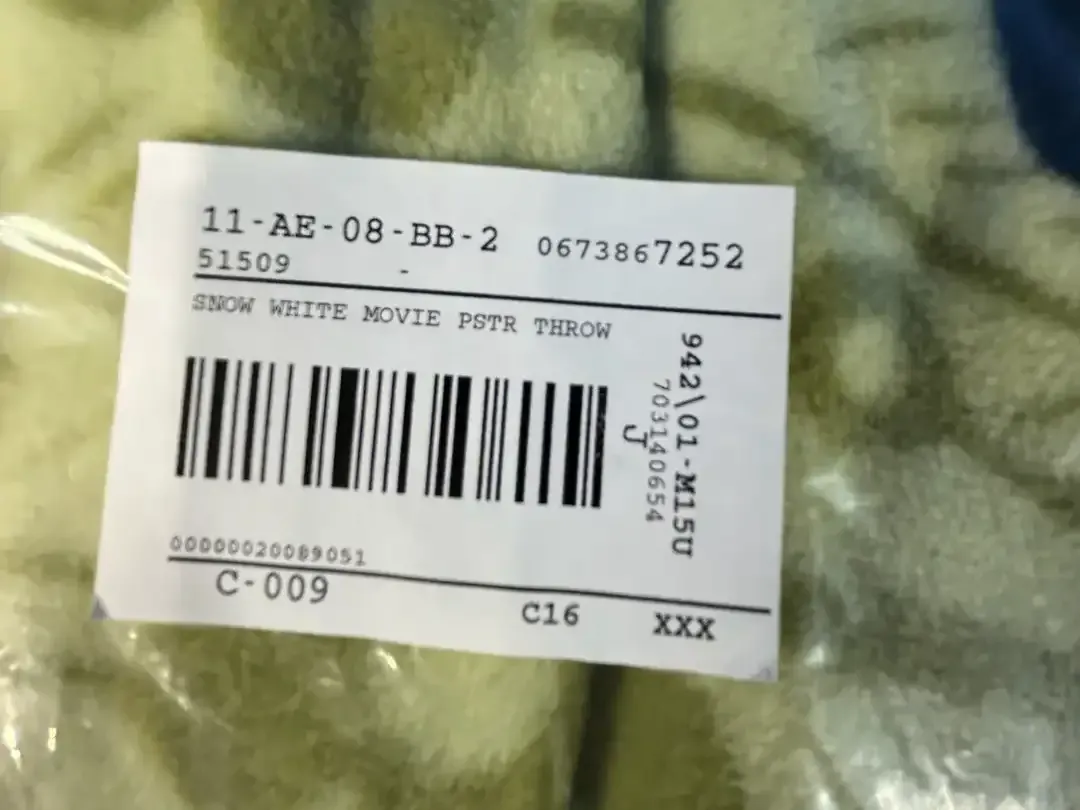 11-AE-08-BB-2 0673867252
51509 -
SNOW WHITE MOVIE PSTR THROW
942\01-M15U
703140654
J
00000020089051
C-009
C16 XXX